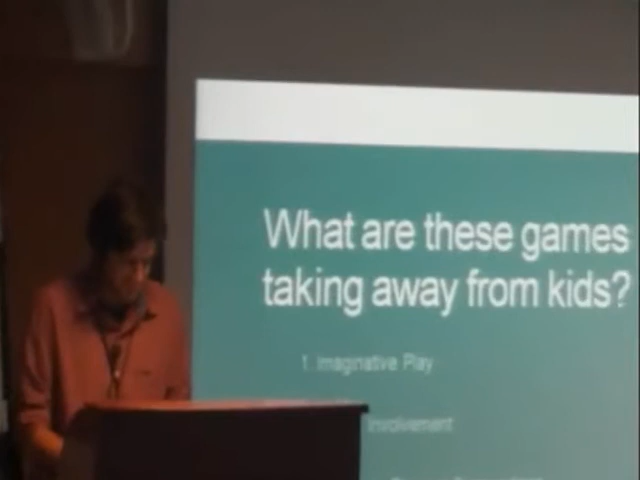 What are these games
taking away from kids?
1. Imaginative Play
Involvement